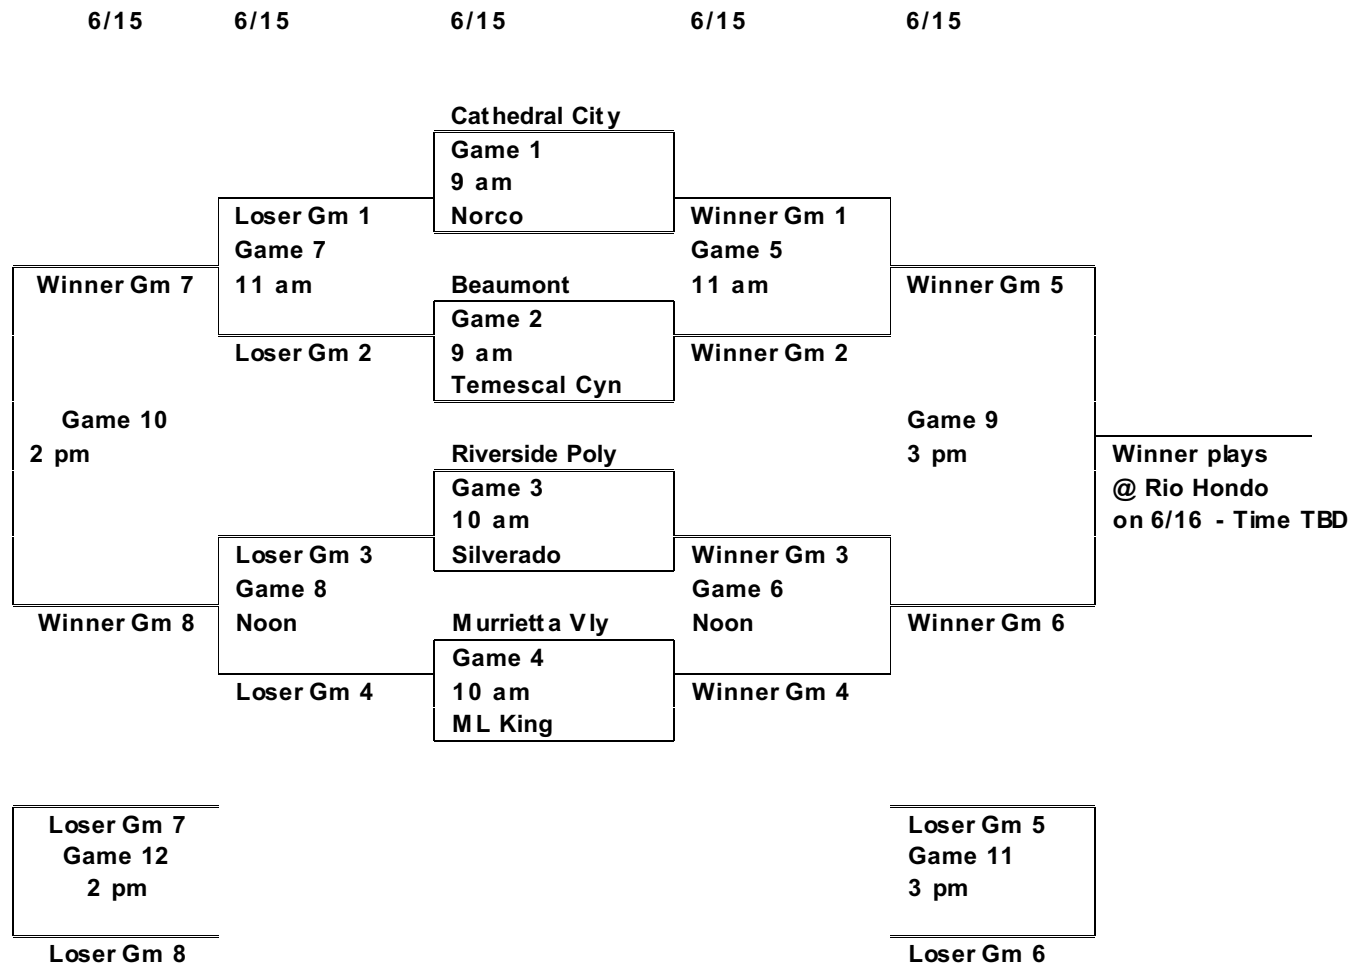 6/15 6/15 6/15 6/15 6/15
Cathedral City
Game 1
9 am
Loser Gm 1 Norco Winner Gm 1
Game 7 Game 5
Winner Gm 7 11 am Beaumont 11 am Winner Gm 5
Game 2
Loser Gm 2 9 am Winner Gm 2
Temescal Cyn
Game 10 Game 9
2 pm Riverside Poly 3 pm Winner plays
Game 3 @ Rio Hondo
10 am on 6/16 - Time TBD
Loser Gm 3 Silverado Winner Gm 3
Game 8 Game 6
Winner Gm 8 Noon Murrietta Vly Noon Winner Gm 6
Game 4
Loser Gm 4 10 am Winner Gm 4
ML King
Loser Gm 7 Loser Gm 5
Game 12 Game 11
2 pm 3 pm
Loser Gm 8 Loser Gm 6